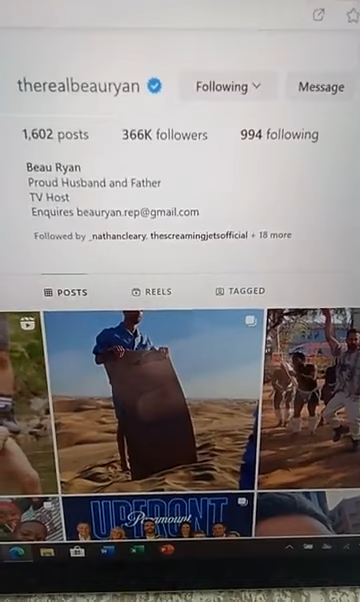 therealbeauryan Following Message
1,602 posts 366K followers 994 following
Beau Ryan
Proud Husband and Father
TV Host
Enquires beauryan.rep@gmail.com
Followed by _nathancleary, thescreamingjetsofficial + 18 more
POSTS REELS TAGGED
UPFRONT
Paramount